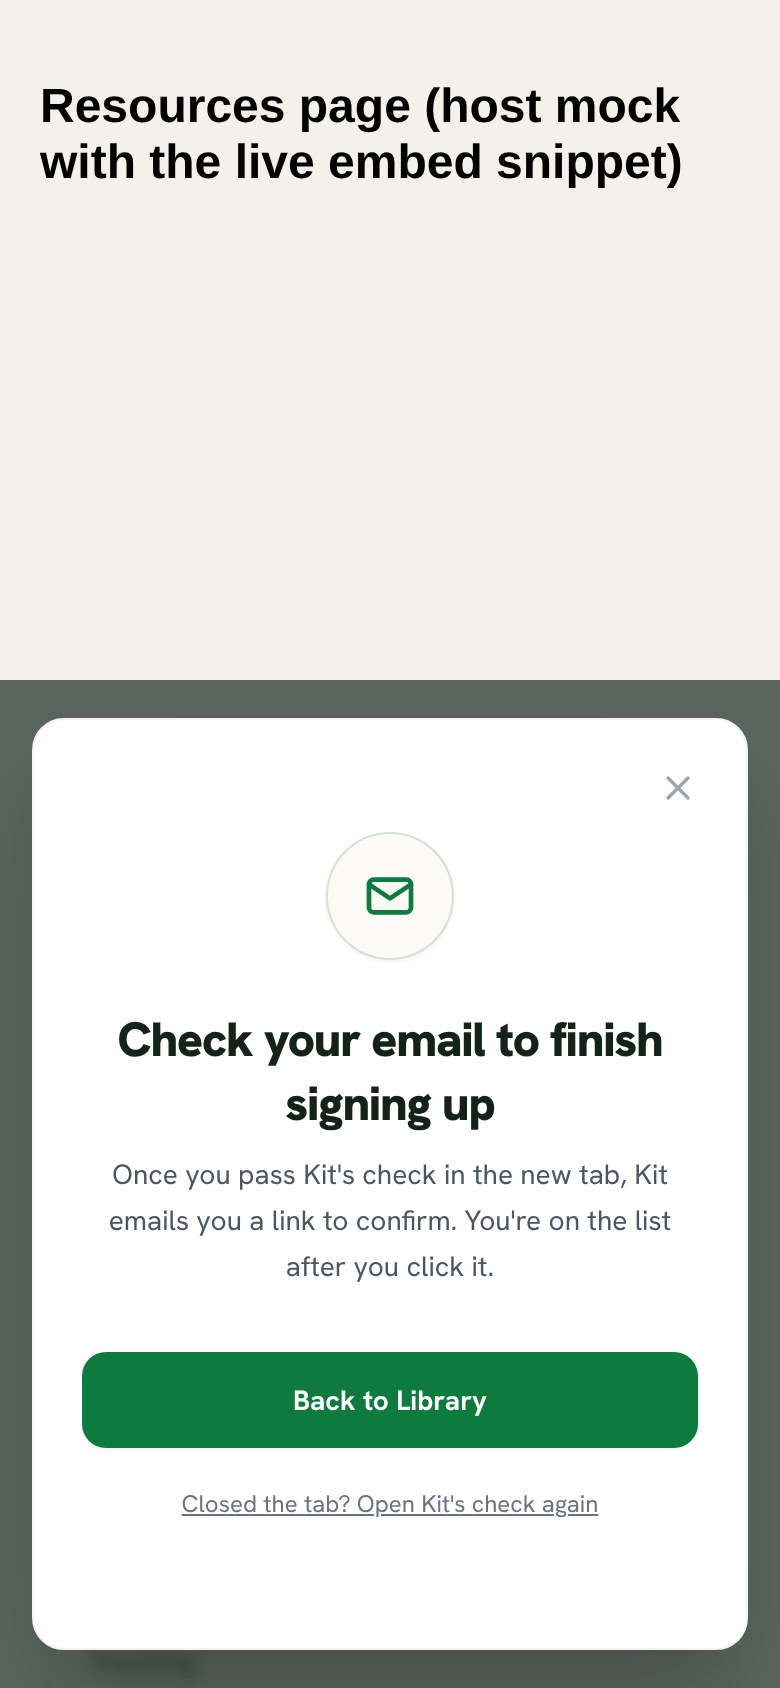 Resources page (host mock
with the live embed snippet)
Check your email to finish
signing up
Once you pass Kit's check in the new tab, Kit
emails you a link to confirm. You're on the list
after you click it.
Back to Library
Closed the tab? Open Kit's check again